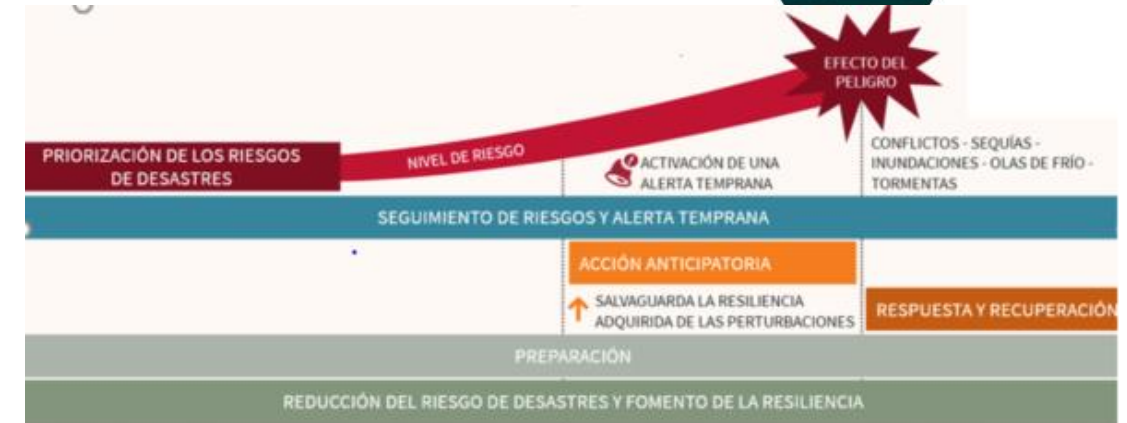 EFECTO DEL
PELIGRO
PRIORIZACIÓN DE LOS RIESGOS
DE DESASTRES
NIVEL DE RIESGO
ACTIVACIÓN DE UNA
ALERTA TEMPRANA
CONFLICTOS - SEQUÍAS -
INUNDACIONES - OLAS DE FRÍO -
TORMENTAS
SEGUIMIENTO DE RIESGOS Y ALERTA TEMPRANA
ACCIÓN ANTICIPATORIA
SALVAGUARDA LA RESILIENCIA
ADQUIRIDA DE LAS PERTURBACIONES
RESPUESTA Y RECUPERACIÓN
PREPARACIÓN
REDUCCIÓN DEL RIESGO DE DESASTRES Y FOMENTO DE LA RESILIENCIA